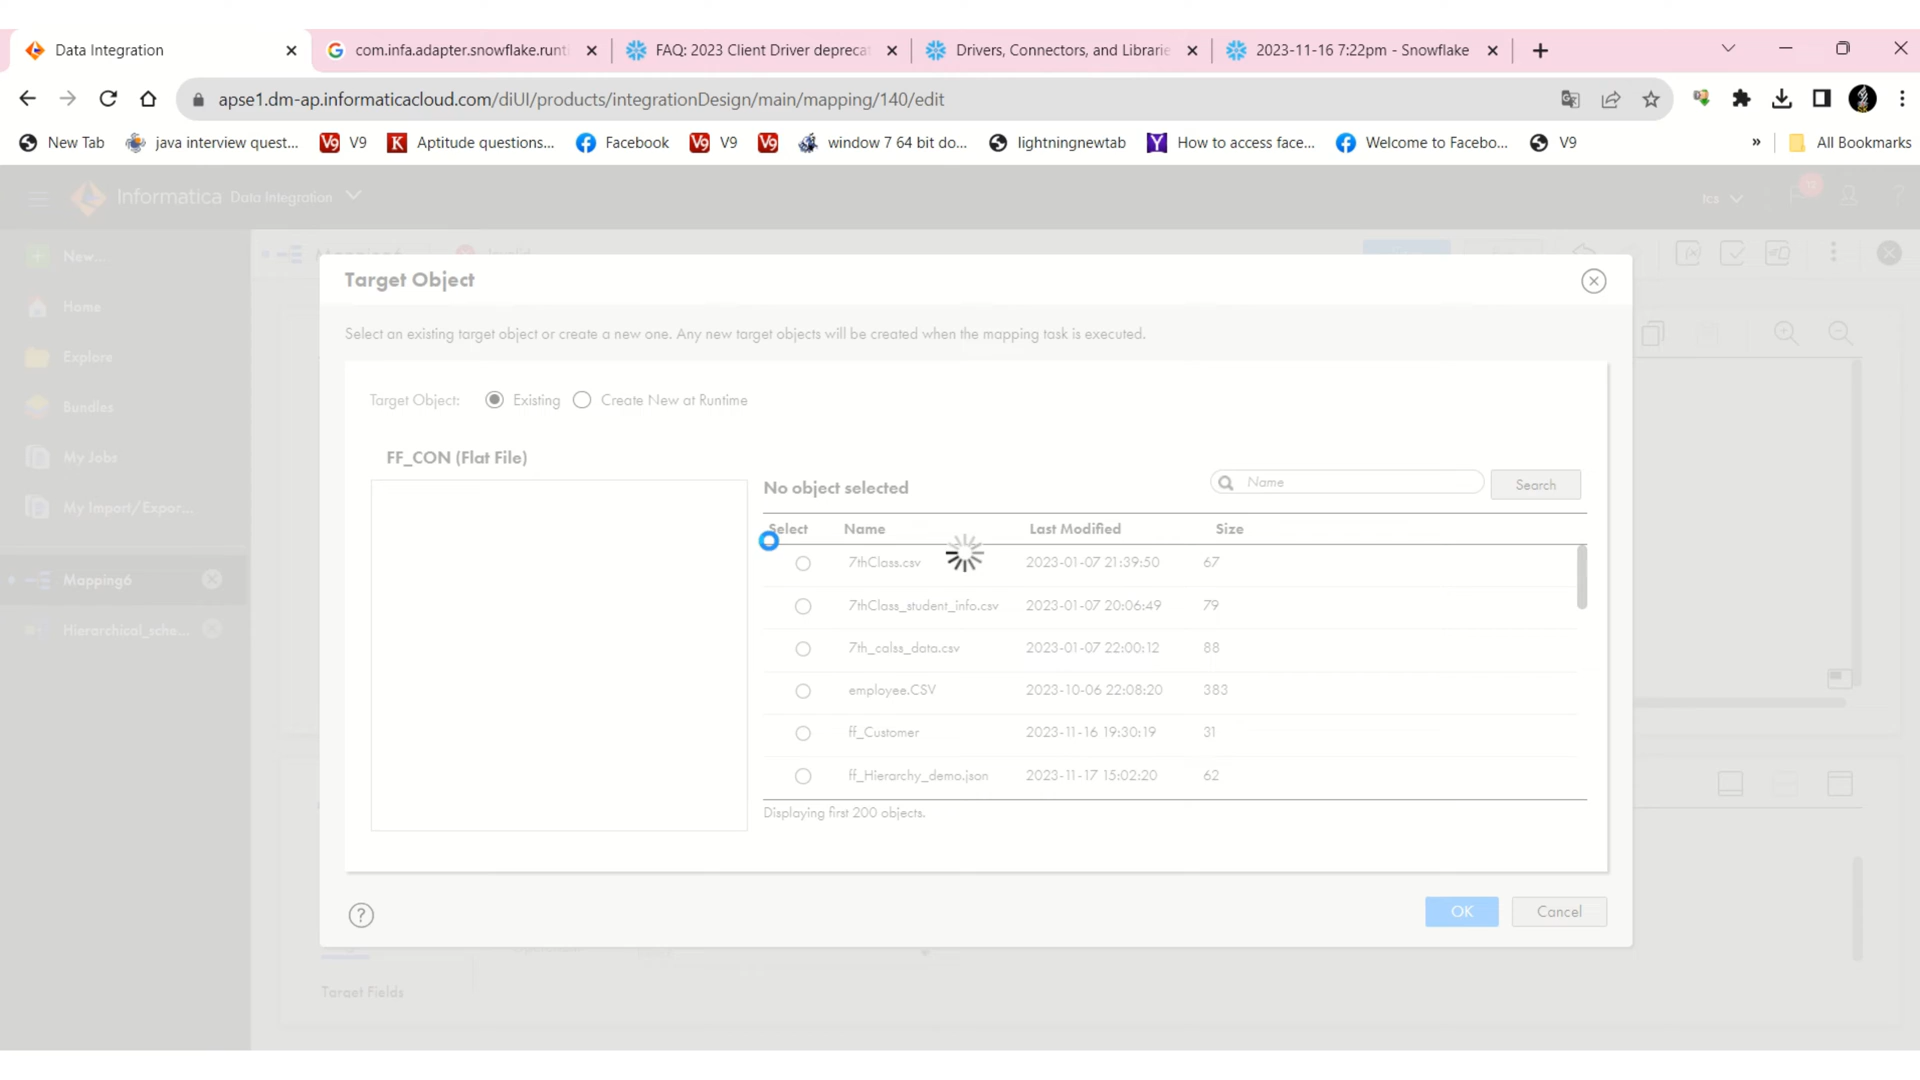 Data Integration
com.infa.adapter.snowflake.runti
FAQ: 2023 Client Driver deprecat
Drivers, Connectors, and Librarie
2023-11-16 7:22pm - Snowflake
apse1.dm-ap.informaticacloud.com/diUI/products/integrationDesign/main/mapping/140/edit
New Tab
java interview quest...
V9
Aptitude questions...
Facebook
V9
window 7 64 bit do...
lightningnewtab
How to access face...
Welcome to Facebo...
V9
»
All Bookmarks
Informatica Data Integration
tcs
New...
Home
Explore
Bundles
My Jobs
My Import/Expor...
Mapping6
Hierarchical_sche...
Mapping6
Invalid
Target Object
Select an existing target object or create a new one. Any new target objects will be created when the mapping task is executed.
Target Object:
Existing
Create New at Runtime
FF_CON (Flat File)
No object selected
Name
Search
Select Name Last Modified Size
7thClass.csv 2023-01-07 21:39:50 67
7thClass_student_info.csv 2023-01-07 20:06:49 79
7th_calss_data.csv 2023-01-07 22:00:12 88
employee.CSV 2023-10-06 22:08:20 383
ff_Customer 2023-11-16 19:30:19 31
ff_Hierarchy_demo.json 2023-11-17 15:02:20 62
Displaying first 200 objects.
?
OK
Cancel
Target Fields